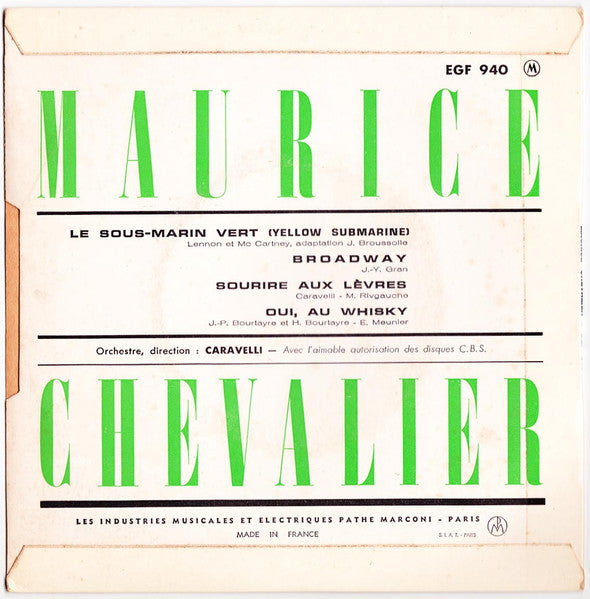 EGF 940 M
MAURICE
LE SOUS-MARIN VERT (YELLOW SUBMARINE)
Lennon et Mc Cartney, adaptation J. Broussolle
BROADWAY
J.-Y. Gran
SOURIRE AUX LÈVRES
Caravelli - M. Rivgauche
OUI, AU WHISKY
J.-P. Bourtayre et H. Bourtayre - E. Meunier
Orchestre, direction : CARAVELLI — Avec l'aimable autorisation des disques C.B.S.
CHEVALIER
LES INDUSTRIES MUSICALES ET ELECTRIQUES PATHE MARCONI - PARIS
MADE IN FRANCE
S.I.A.T. - PARIS